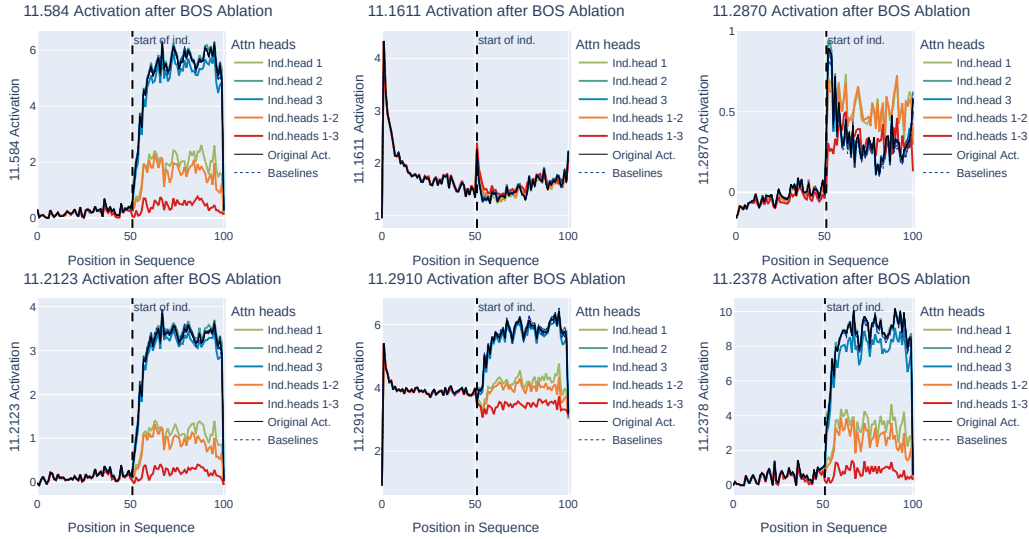 11.584 Activation after BOS Ablation
11.584 Activation
6
4
2
0
0
50
100
start of ind.
Position in Sequence
Attn heads
Ind.head 1
Ind.head 2
Ind.head 3
Ind.heads 1-2
Ind.heads 1-3
Original Act.
Baselines
11.1611 Activation after BOS Ablation
11.1611 Activation
4
3
2
1
0
50
100
start of ind.
Position in Sequence
Attn heads
Ind.head 1
Ind.head 2
Ind.head 3
Ind.heads 1-2
Ind.heads 1-3
Original Act.
Baselines
11.2870 Activation after BOS Ablation
11.2870 Activation
1
0.5
0
0
50
100
start of ind.
Position in Sequence
Attn heads
Ind.head 1
Ind.head 2
Ind.head 3
Ind.heads 1-2
Ind.heads 1-3
Original Act.
Baselines
11.2123 Activation after BOS Ablation
11.2123 Activation
4
3
2
1
0
0
50
100
start of ind.
Position in Sequence
Attn heads
Ind.head 1
Ind.head 2
Ind.head 3
Ind.heads 1-2
Ind.heads 1-3
Original Act.
Baselines
11.2910 Activation after BOS Ablation
11.2910 Activation
6
4
2
0
50
100
start of ind.
Position in Sequence
Attn heads
Ind.head 1
Ind.head 2
Ind.head 3
Ind.heads 1-2
Ind.heads 1-3
Original Act.
Baselines
11.2378 Activation after BOS Ablation
11.2378 Activation
10
8
6
4
2
0
0
50
100
start of ind.
Position in Sequence
Attn heads
Ind.head 1
Ind.head 2
Ind.head 3
Ind.heads 1-2
Ind.heads 1-3
Original Act.
Baselines